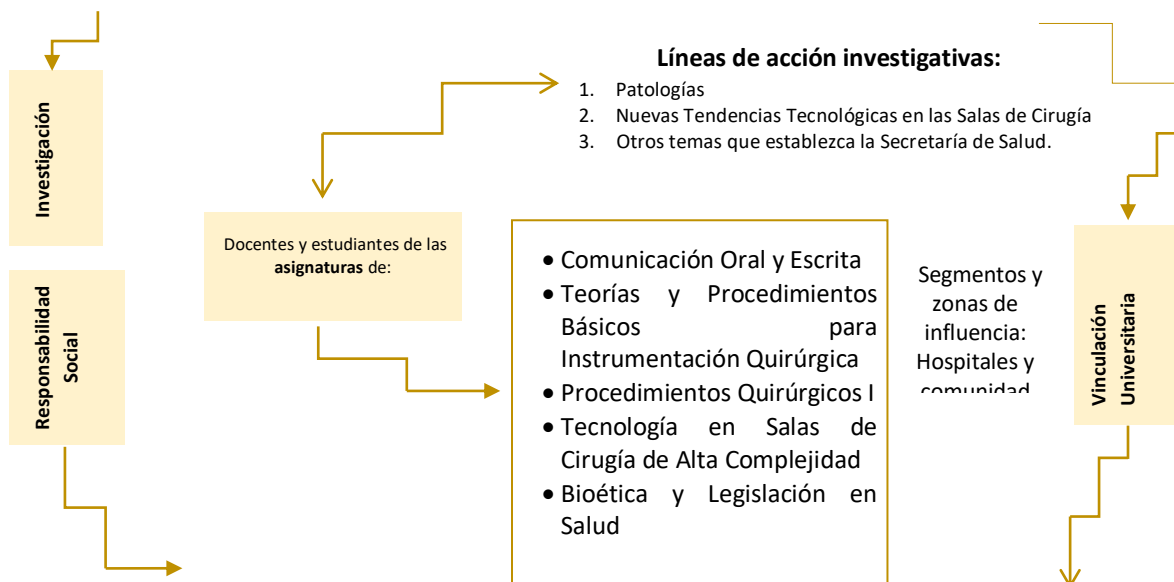 Líneas de acción investigativas:
1. Patologías
2. Nuevas Tendencias Tecnológicas en las Salas de Cirugía
3. Otros temas que establezca la Secretaría de Salud.
Investigación
Responsabilidad
Social
Docentes y estudiantes de las
asignaturas de:
• Comunicación Oral y Escrita
• Teorías y Procedimientos
Básicos para
Instrumentación Quirúrgica
• Procedimientos Quirúrgicos I
• Tecnología en Salas de
Cirugía de Alta Complejidad
• Bioética y Legislación en
Salud
Segmentos y
zonas de
influencia:
Hospitales y
comunidad
Vinculación
Universitaria